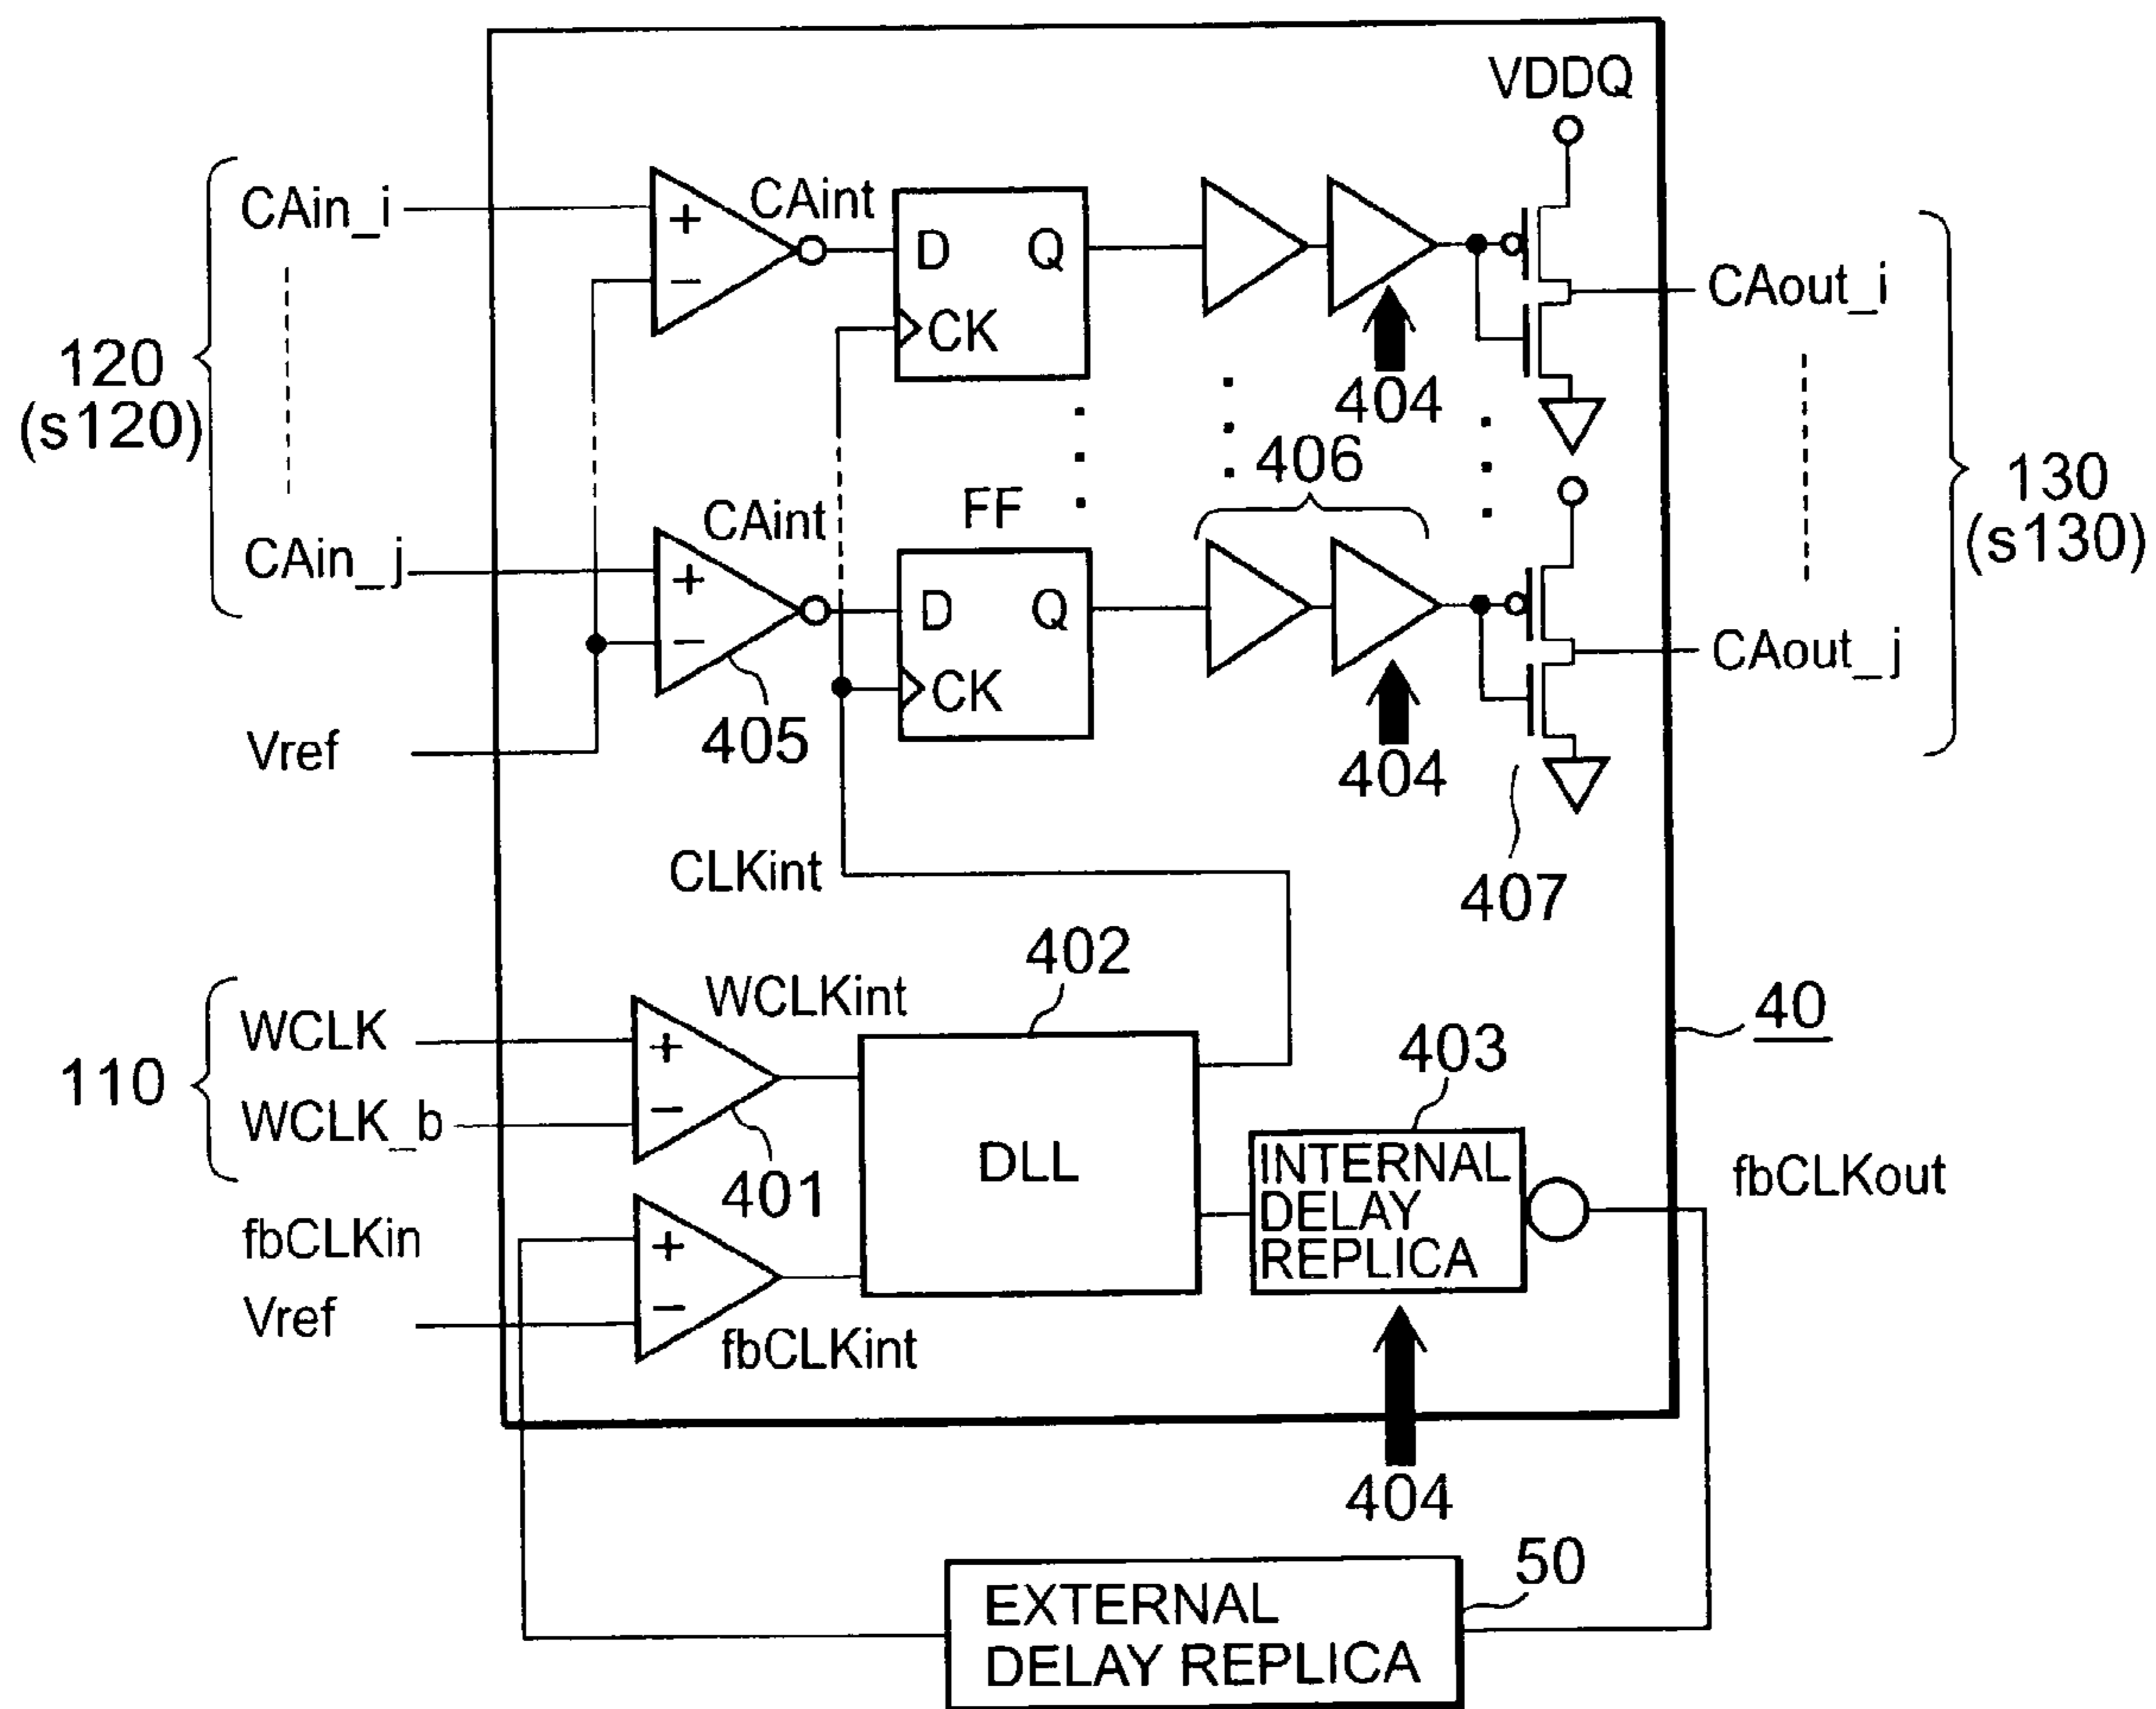 VDDQ
CAin_i
+
−
CAint
D
Q
CK
404
CAout_i
120
(s120)
406
130
(s130)
FF
CAint
CAin_j
+
−
D
Q
CK
405
404
CAout_j
Vref
407
CLKint
402
40
WCLKint
WCLK
+
−
110
WCLK_b
401
403
DLL
INTERNAL
DELAY
REPLICA
fbCLKout
fbCLKin
+
−
Vref
fbCLKint
404
50
EXTERNAL
DELAY REPLICA